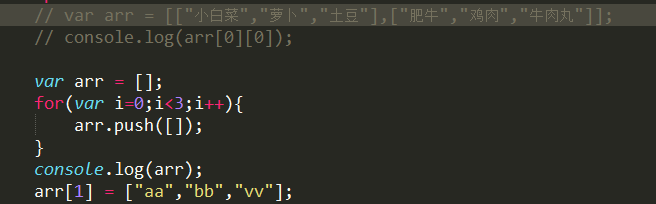 // var arr = [["小白菜","萝卜","土豆"],["肥牛","鸡肉","牛肉丸"]];
// console.log(arr[0][0]);
var arr = [];
for(var i=0;i<3;i++){
arr.push([]);
}
console.log(arr);
arr[1] = ["aa","bb","vv"];